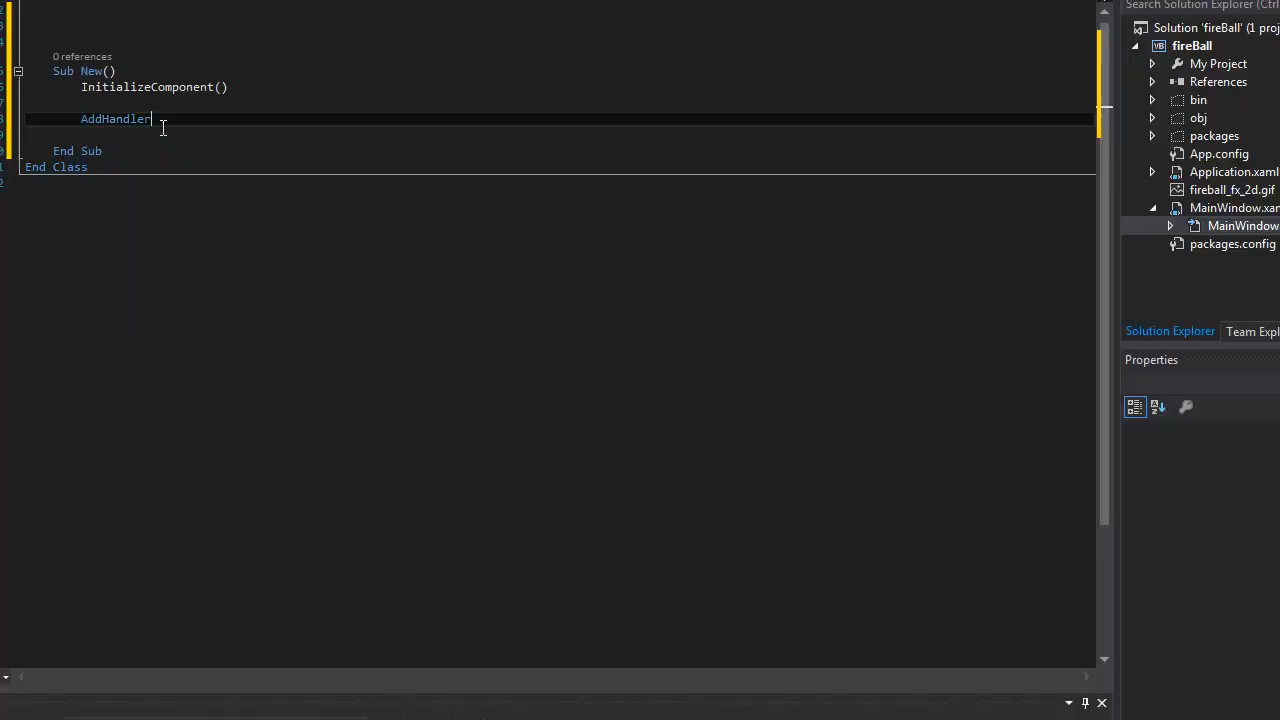 Search Solution Explorer (Ctrl
Solution 'fireBall' (1 proj
VB fireBall
My Project
References
bin
obj
packages
App.config
Application.xaml
fireball_fx_2d.gif
MainWindow.xan
MainWindow
packages.config
Solution Explorer Team Expl
Properties
0 references
Sub New()
InitializeComponent()
AddHandler
End Sub
End Class